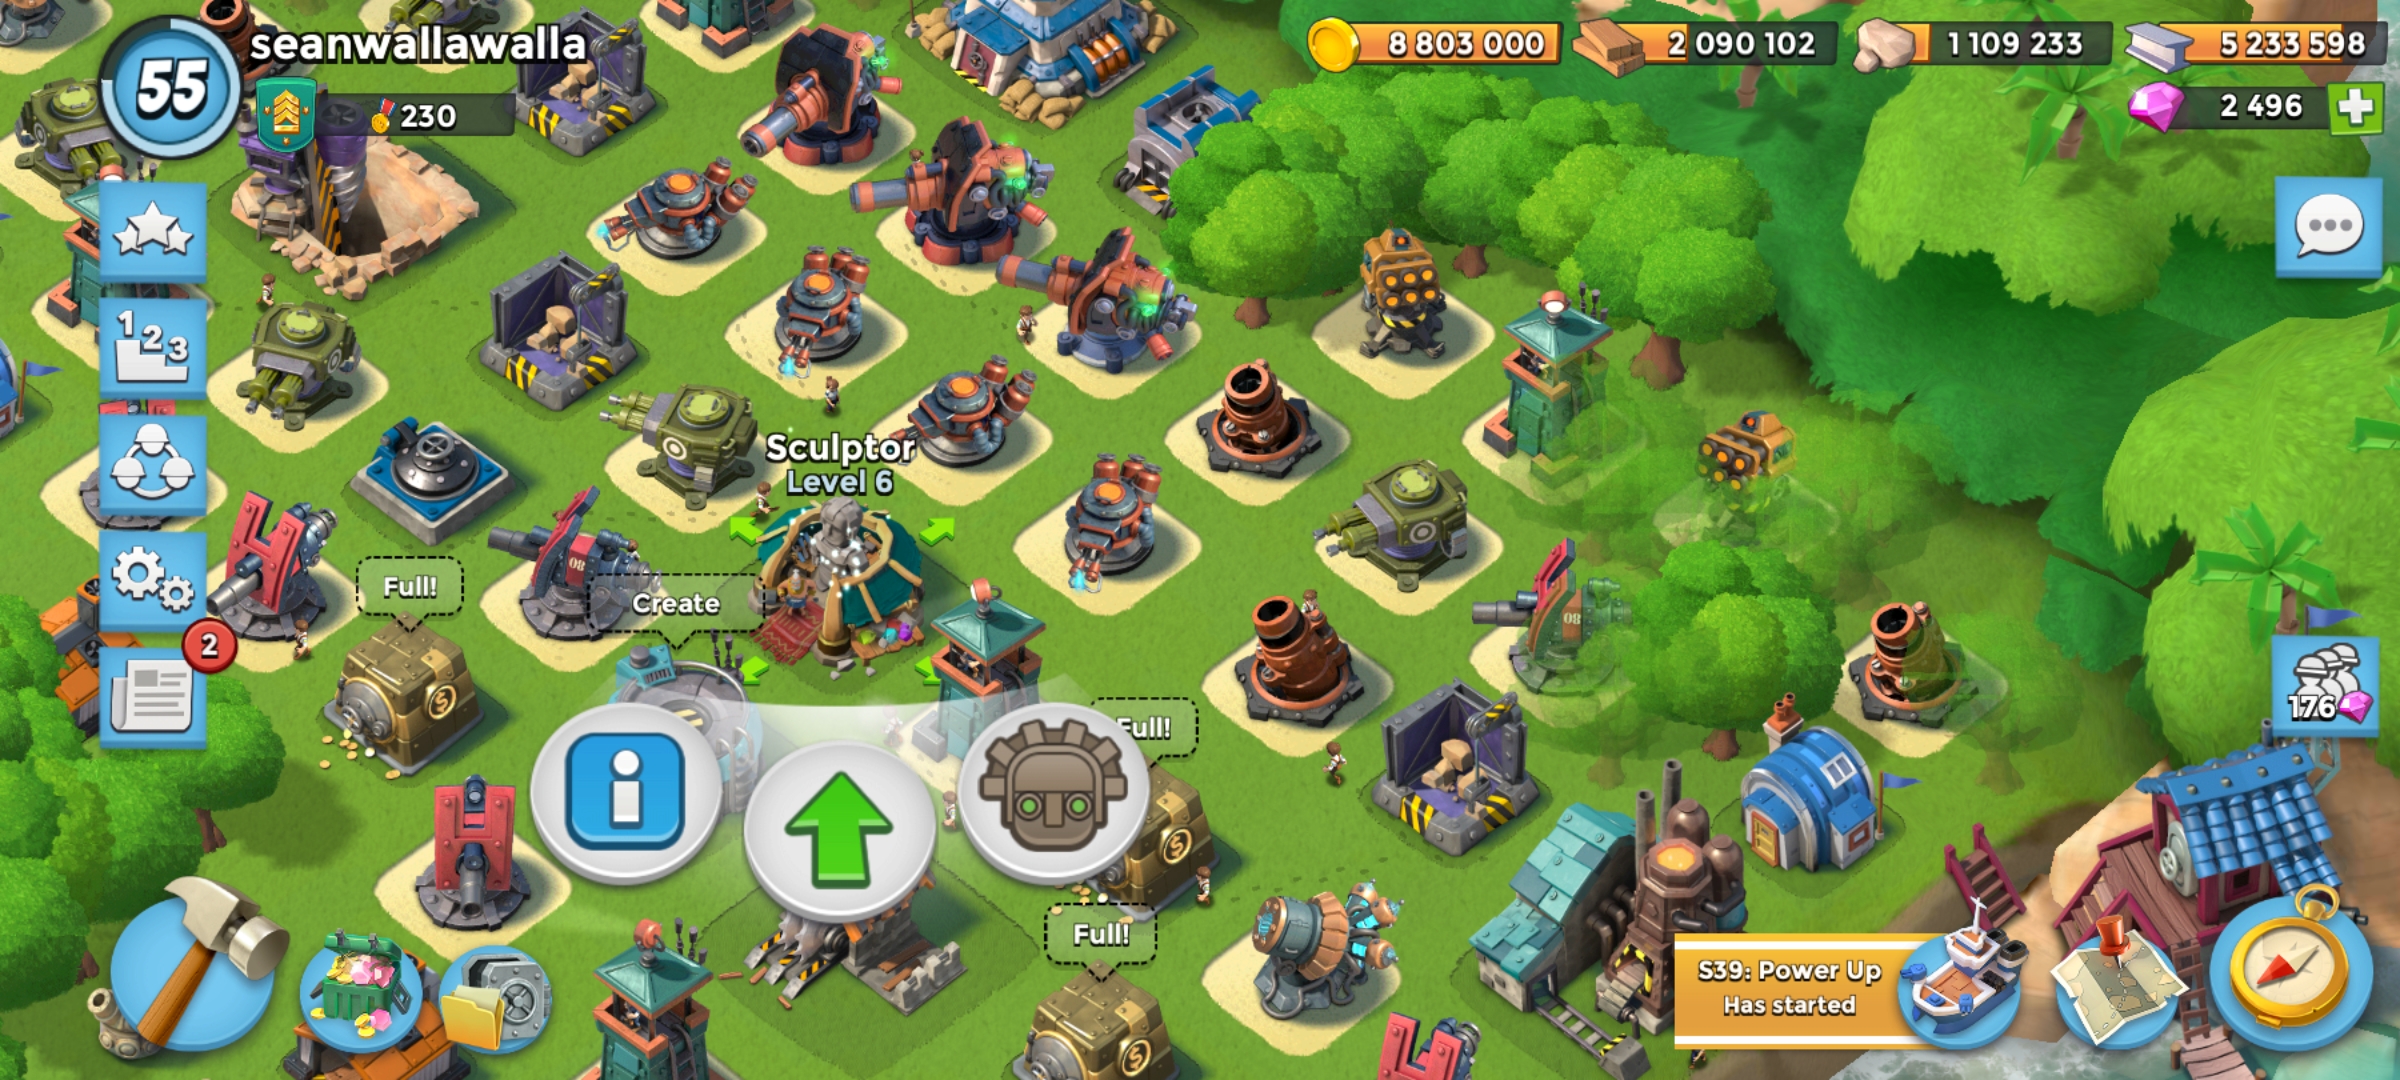 55
seanwallawalla
230
8 803 000
2 090 102
1 109 233
5 233 598
2 496
123
Sculptor
Level 6
Full!
Create
2
Full!
176
Full!
S39: Power Up
Has started